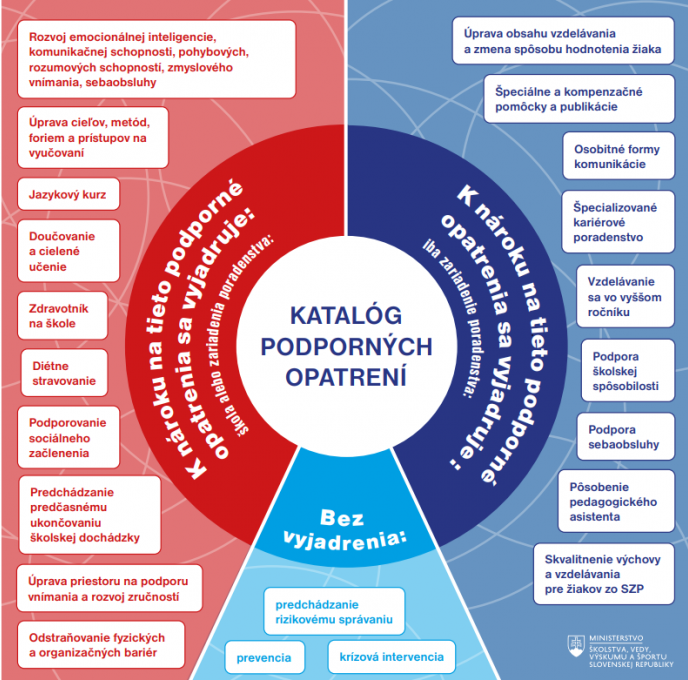 Rozvoj emocionálnej inteligencie,
komunikačnej schopnosti, pohybových,
rozumových schopností, zmyslového
vnímania, sebaobsluhy
Úprava cieľov, metód,
foriem a prístupov na
vyučovaní
Jazykový kurz
Doučovanie
a cielené
učenie
Zdravotník
na škole
Diétne
stravovanie
Podporovanie
sociálneho
začlenenia
Predchádzanie
predčasnému
ukončovaniu
školskej dochádzky
Úprava priestoru na podporu
vnímania a rozvoj zručností
Odstraňovanie fyzických
a organizačných bariér
K nároku na tieto podporné
opatrenia sa vyjadruje:
škola alebo zariadenia poradenstva:
KATALÓG
PODPORNÝCH
OPATRENÍ
K nároku na tieto podporné
opatrenia sa vyjadruje :
iba zariadenie poradenstva:
Úprava obsahu vzdelávania
a zmena spôsobu hodnotenia žiaka
Špeciálne a kompenzačné
pomôcky a publikácie
Osobitné formy
komunikácie
Špecializované
kariérové
poradenstvo
Vzdelávanie
sa vo vyššom
ročníku
Podpora
školskej
spôsobilosti
Podpora
sebaobsluhy
Pôsobenie
pedagogického
asistenta
Skvalitnenie výchovy
a vzdelávania
pre žiakov zo SZP
Bez
vyjadrenia:
predchádzanie
rizikovému správaniu
prevencia
krízová intervencia
MINISTERSTVO
ŠKOLSTVA, VEDY,
VÝSKUMU A ŠPORTU
SLOVENSKEJ REPUBLIKY